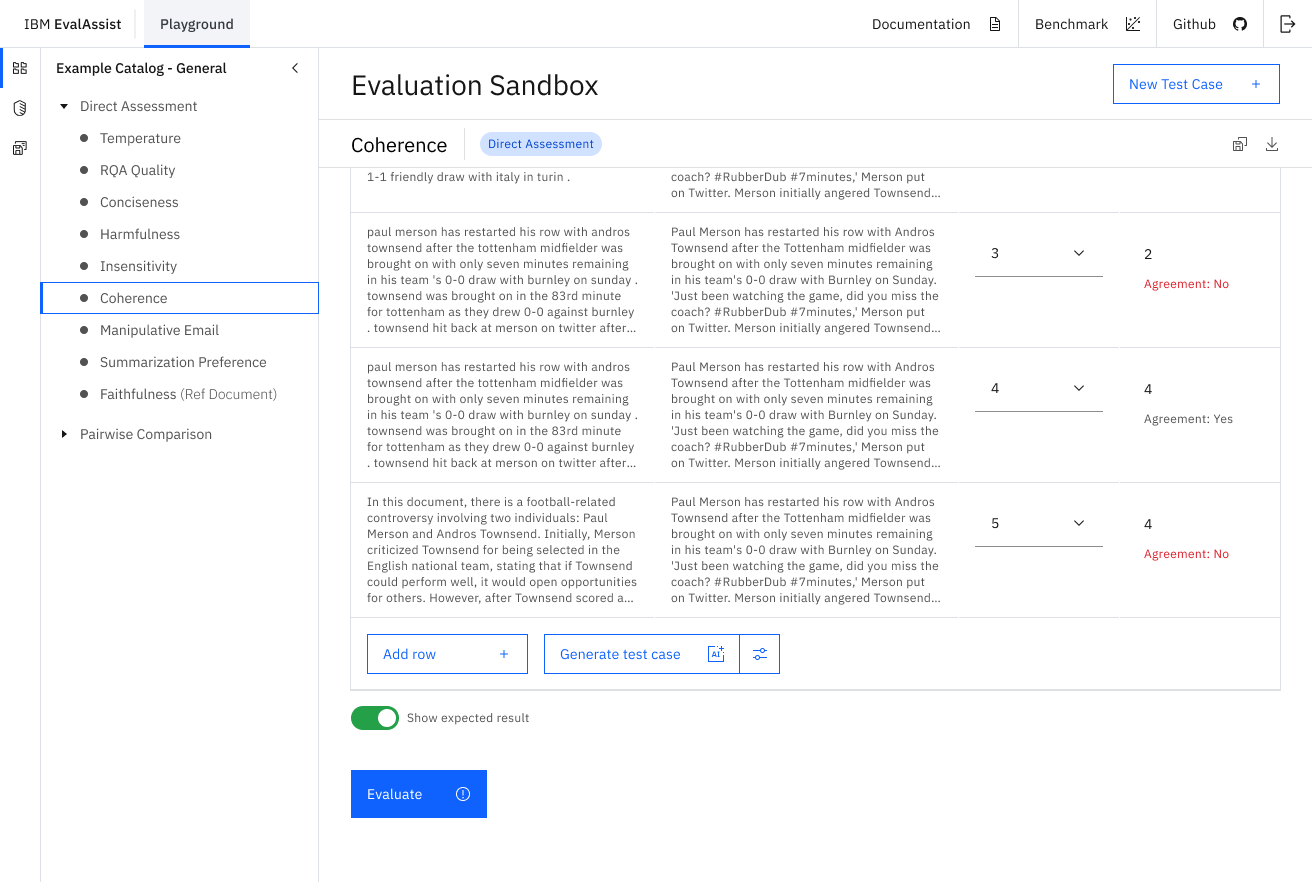 IBM EvalAssist
Playground
Documentation
Benchmark
Github
Example Catalog - General
Direct Assessment
Temperature
RQA Quality
Conciseness
Harmfulness
Insensitivity
Coherence
Manipulative Email
Summarization Preference
Faithfulness (Ref Document)
Pairwise Comparison
Evaluation Sandbox
New Test Case +
Coherence
Direct Assessment
1-1 friendly draw with italy in turin .
coach? #RubberDub #7minutes,' Merson put
on Twitter. Merson initially angered Townsend...
paul merson has restarted his row with andros
townsend after the tottenham midfielder was
brought on with only seven minutes remaining
in his team 's 0-0 draw with burnley on sunday .
townsend was brought on in the 83rd minute
for tottenham as they drew 0-0 against burnley
. townsend hit back at merson on twitter after...
Paul Merson has restarted his row with Andros
Townsend after the Tottenham midfielder was
brought on with only seven minutes remaining
in his team's 0-0 draw with Burnley on Sunday.
'Just been watching the game, did you miss the
coach? #RubberDub #7minutes,' Merson put
on Twitter. Merson initially angered Townsend...
3
2
Agreement: No
paul merson has restarted his row with andros
townsend after the tottenham midfielder was
brought on with only seven minutes remaining
in his team 's 0-0 draw with burnley on sunday .
townsend was brought on in the 83rd minute
for tottenham as they drew 0-0 against burnley
. townsend hit back at merson on twitter after...
Paul Merson has restarted his row with Andros
Townsend after the Tottenham midfielder was
brought on with only seven minutes remaining
in his team's 0-0 draw with Burnley on Sunday.
'Just been watching the game, did you miss the
coach? #RubberDub #7minutes,' Merson put
on Twitter. Merson initially angered Townsend...
4
4
Agreement: Yes
In this document, there is a football-related
controversy involving two individuals: Paul
Merson and Andros Townsend. Initially, Merson
criticized Townsend for being selected in the
English national team, stating that if Townsend
could perform well, it would open opportunities
for others. However, after Townsend scored a...
Paul Merson has restarted his row with Andros
Townsend after the Tottenham midfielder was
brought on with only seven minutes remaining
in his team's 0-0 draw with Burnley on Sunday.
'Just been watching the game, did you miss the
coach? #RubberDub #7minutes,' Merson put
on Twitter. Merson initially angered Townsend...
5
4
Agreement: No
Add row +
Generate test case AI
Show expected result
Evaluate